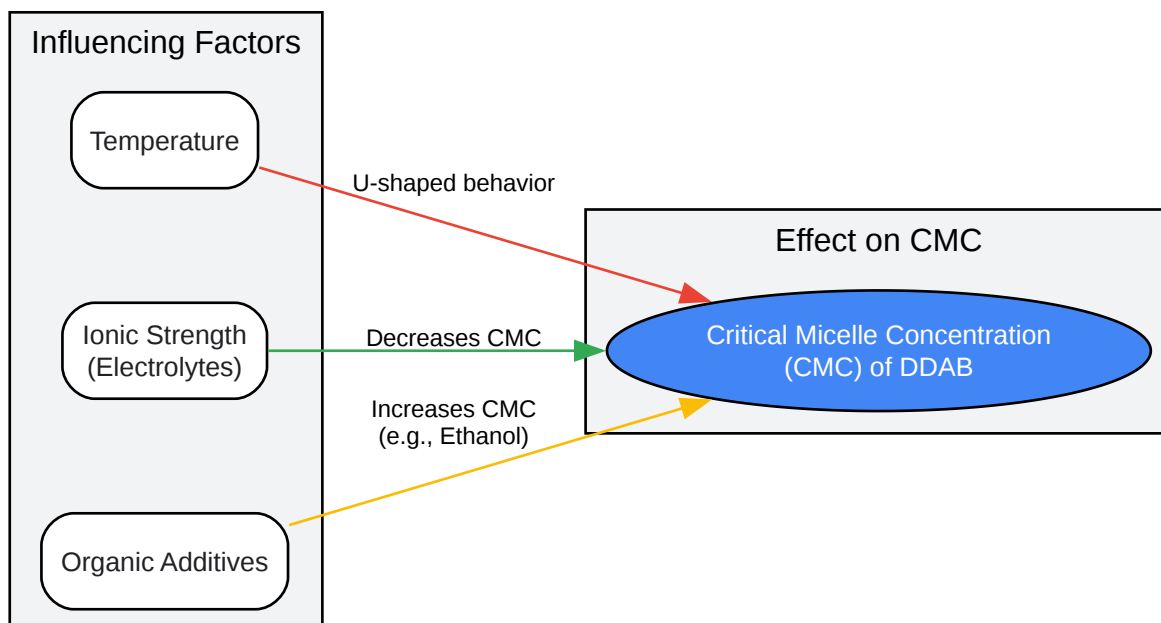 Influencing Factors
Temperature
U-shaped behavior
Effect on CMC
Ionic Strength
(Electrolytes)
Decreases CMC
Critical Micelle Concentration
(CMC) of DDAB
Increases CMC
(e.g., Ethanol)
Organic Additives